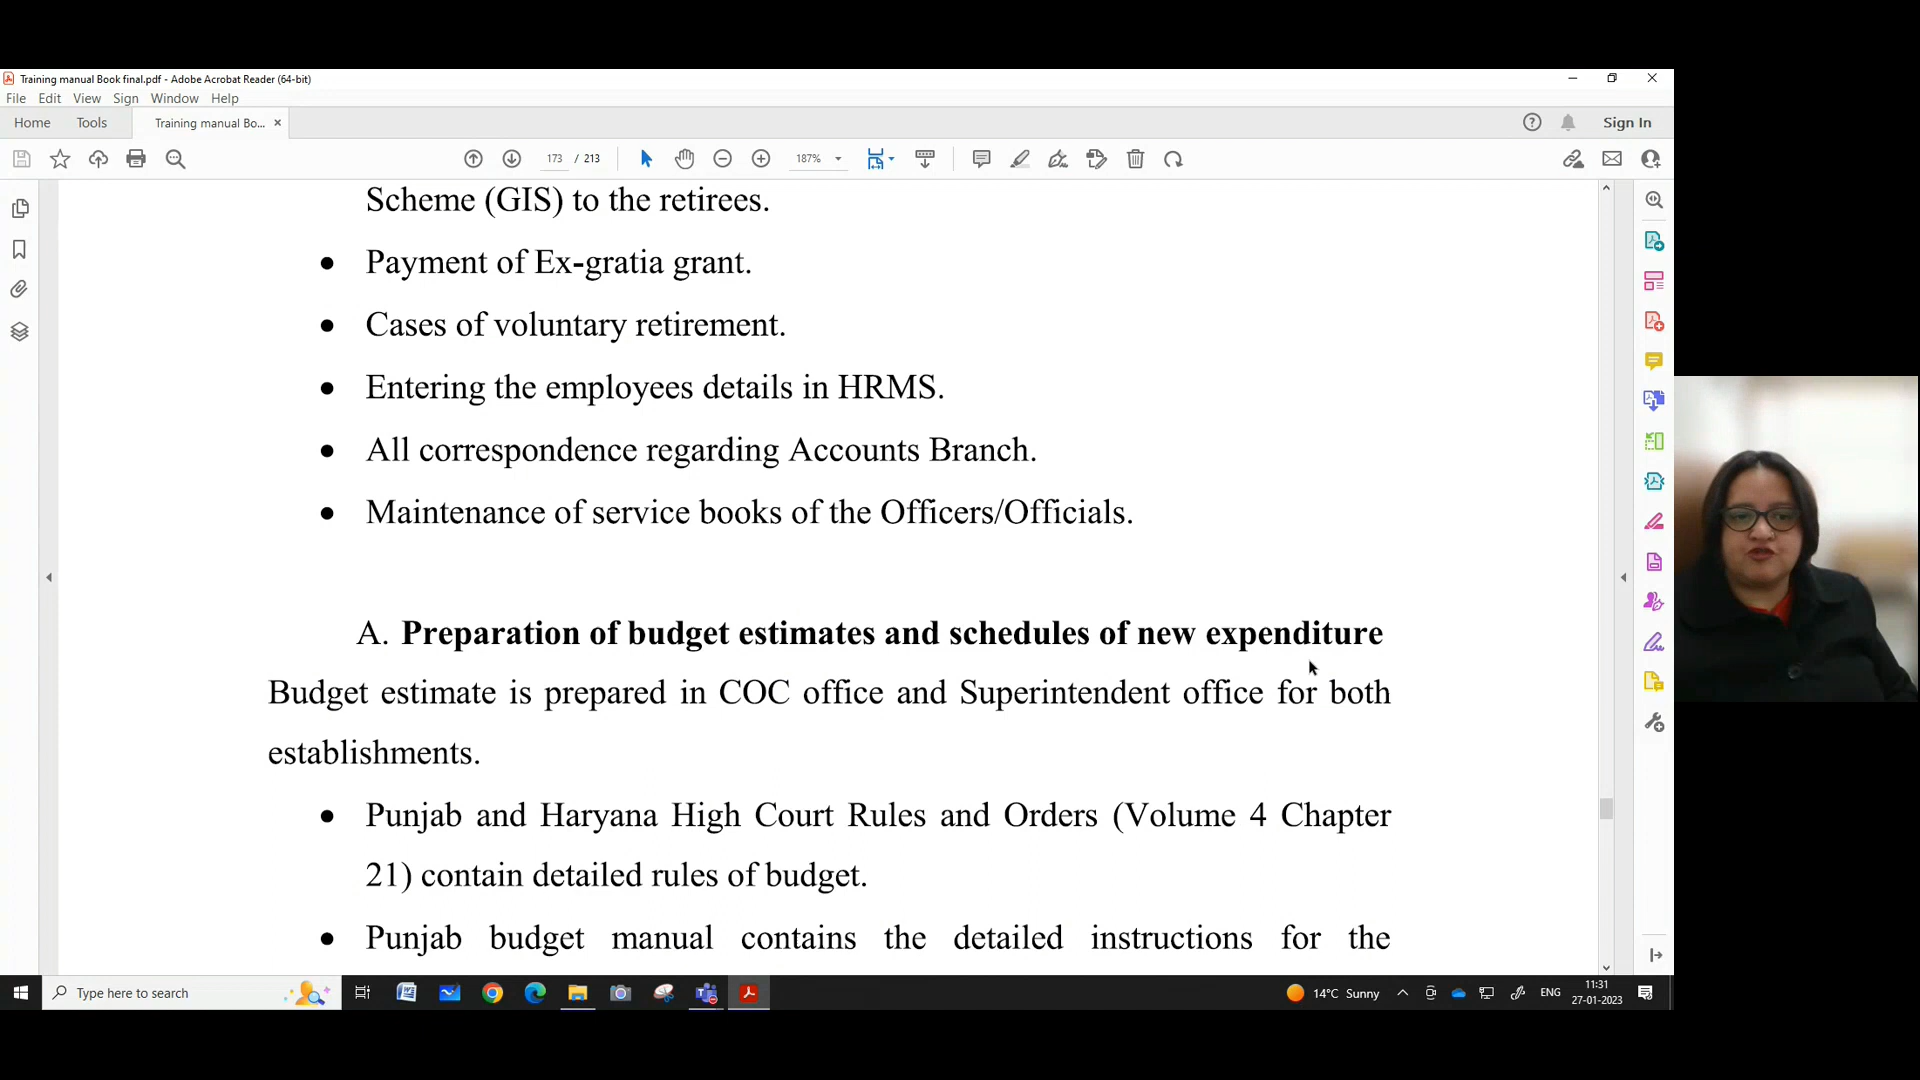 Training manual Book final.pdf - Adobe Acrobat Reader (64-bit)
File Edit View Sign Window Help
Home Tools Training manual Bo... × Sign In
173 / 213 187%
Scheme (GIS) to the retirees.
• Payment of Ex-gratia grant.
• Cases of voluntary retirement.
• Entering the employees details in HRMS.
• All correspondence regarding Accounts Branch.
• Maintenance of service books of the Officers/Officials.
A. Preparation of budget estimates and schedules of new expenditure
Budget estimate is prepared in COC office and Superintendent office for both
establishments.
• Punjab and Haryana High Court Rules and Orders (Volume 4 Chapter
21) contain detailed rules of budget.
• Punjab budget manual contains the detailed instructions for the
Type here to search 14°C Sunny ENG 11:31
27-01-2023